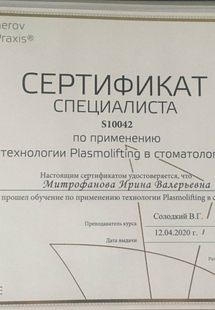 erov
Praxis®
СЕРТИФИКАТ
СПЕЦИАЛИСТА
S10042
по применению
технологии Plasmolifting в стоматолог
Настоящим сертификатом удостоверяется, что
Митрофанова Ирина Валерьевна
прошел обучение по применению технологии Plasmolifting в с
Преподаватель курса Солодкий В.Г.
Дата выдачи 12.04.2020 г.
E